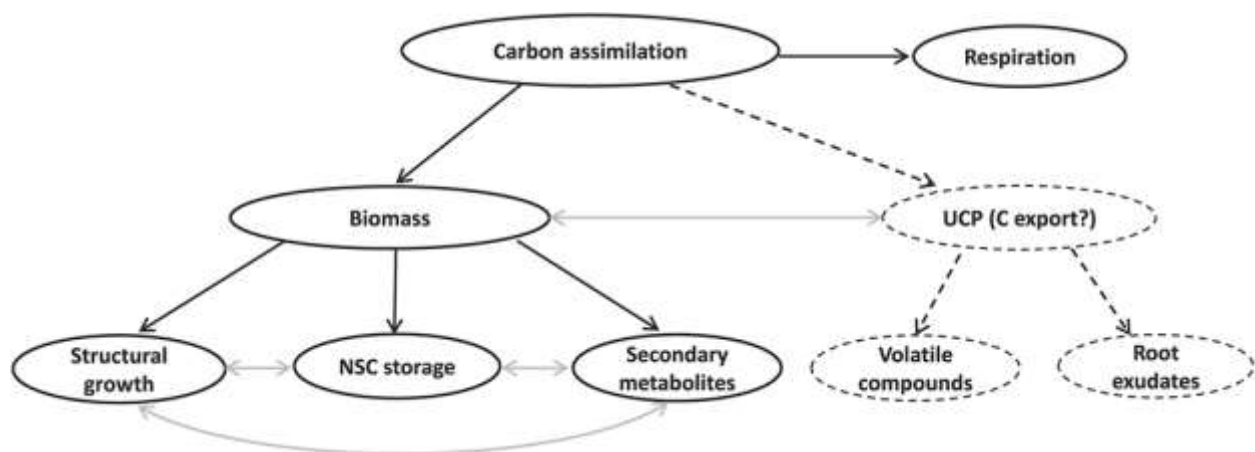 Carbon assimilation
Respiration
Biomass
UCP (C export?)
Structural
growth
NSC storage
Secondary
metabolites
Volatile
compounds
Root
exudates